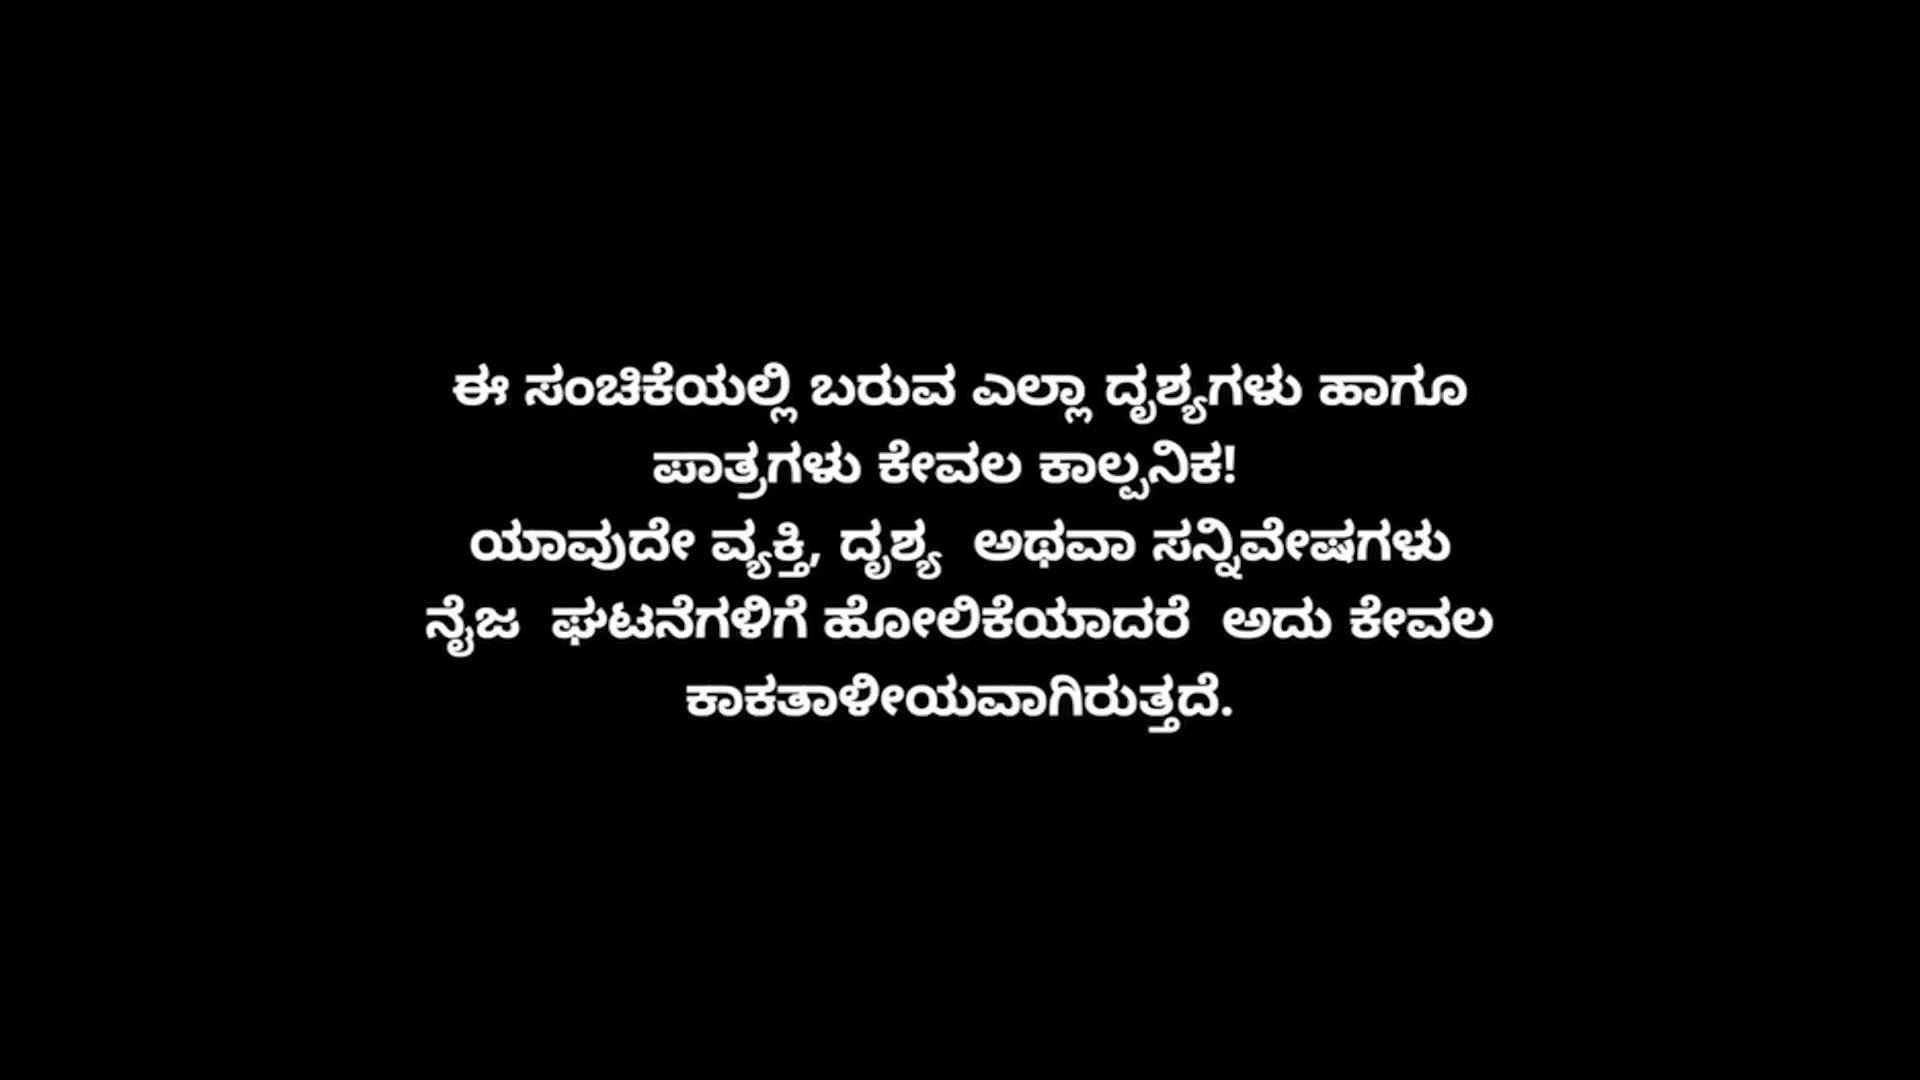 ಈ ಸಂಚಿಕೆಯಲ್ಲಿ ಬರುವ ಎಲ್ಲಾ ದೃಶ್ಯಗಳು ಹಾಗೂ
ಪಾತ್ರಗಳು ಕೇವಲ ಕಾಲ್ಪನಿಕ!
ಯಾವುದೇ ವ್ಯಕ್ತಿ, ದೃಶ್ಯ ಅಥವಾ ಸನ್ನಿವೇಷಗಳು
ನೈಜ ಘಟನೆಗಳಿಗೆ ಹೋಲಿಕೆಯಾದರೆ ಅದು ಕೇವಲ
ಕಾಕತಾಳೀಯವಾಗಿರುತ್ತದೆ.